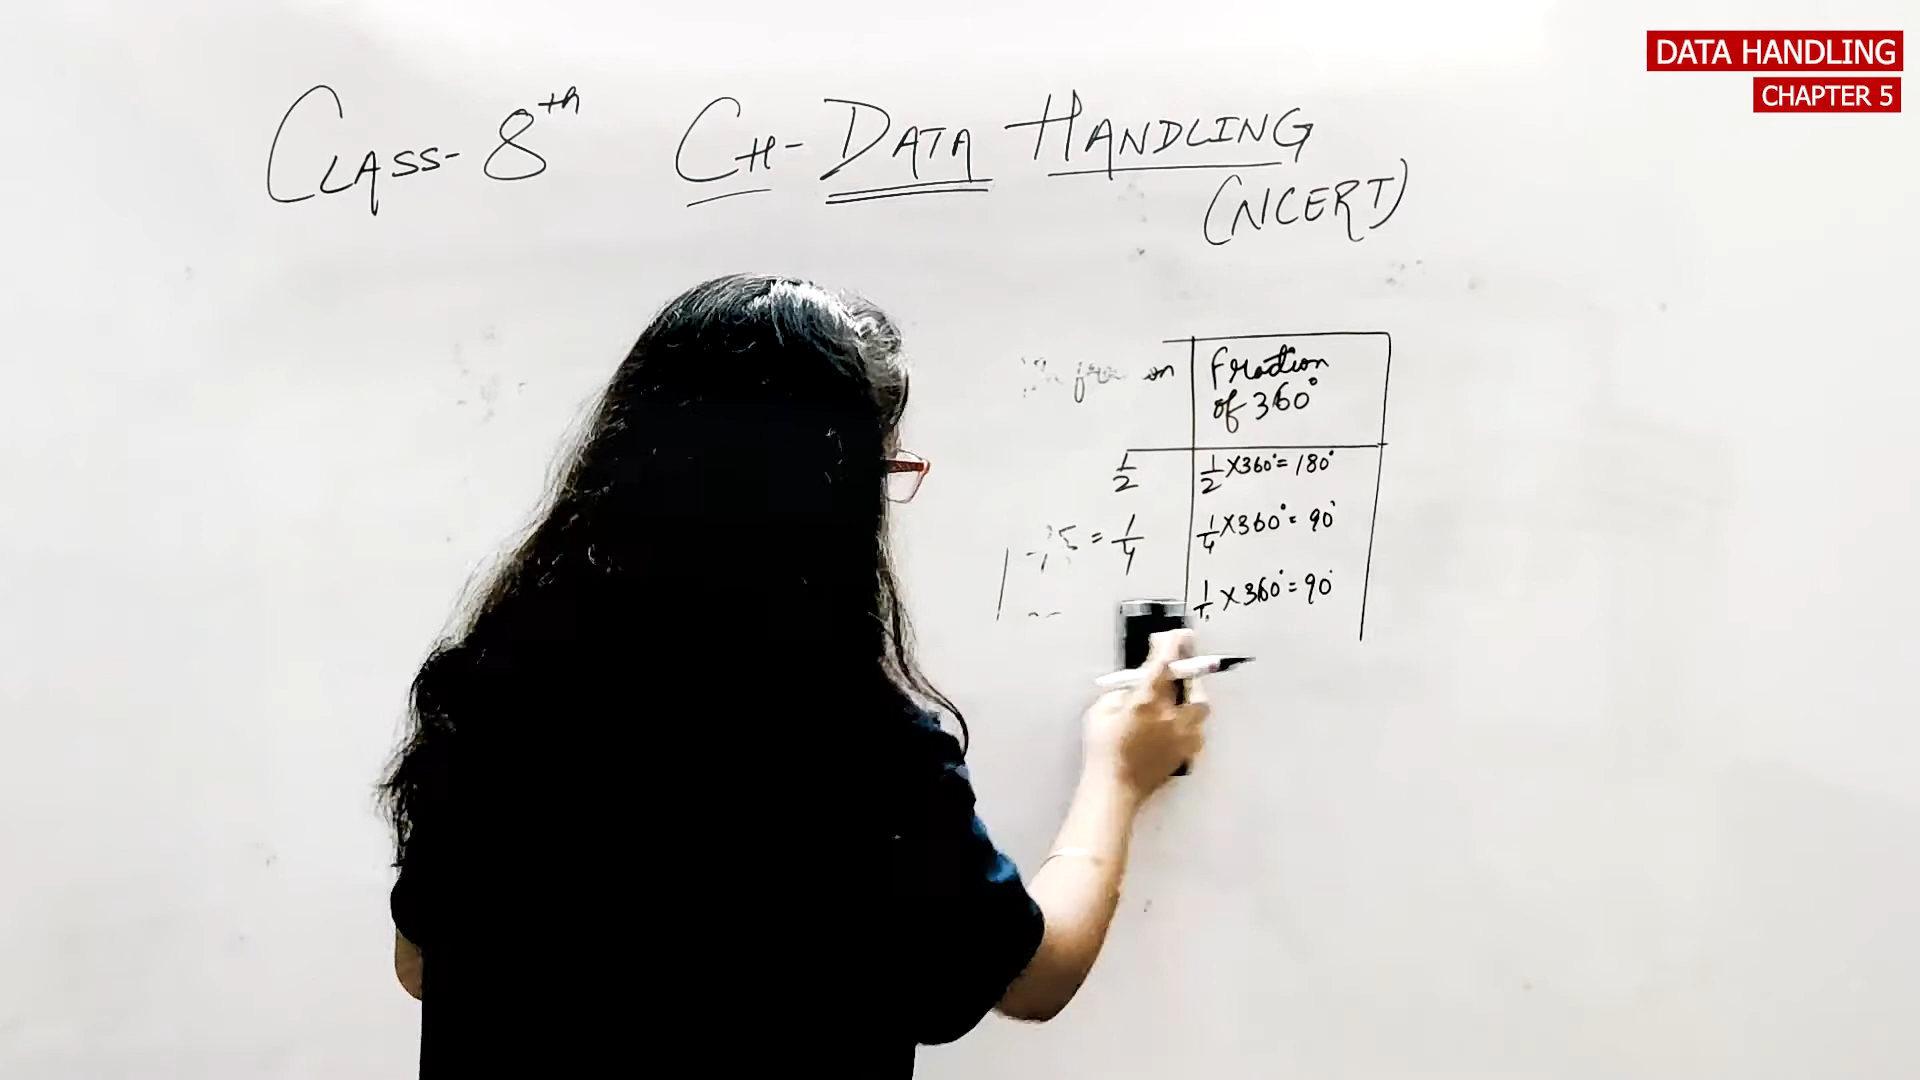 DATA HANDLING
CHAPTER 5
CLASS-8th CH-DATA HANDLING
(NCERT)
in fraction
of 360°
1/2 1/2×360°=180°
= 1/4 1/4×360°=90°
×360°=90°